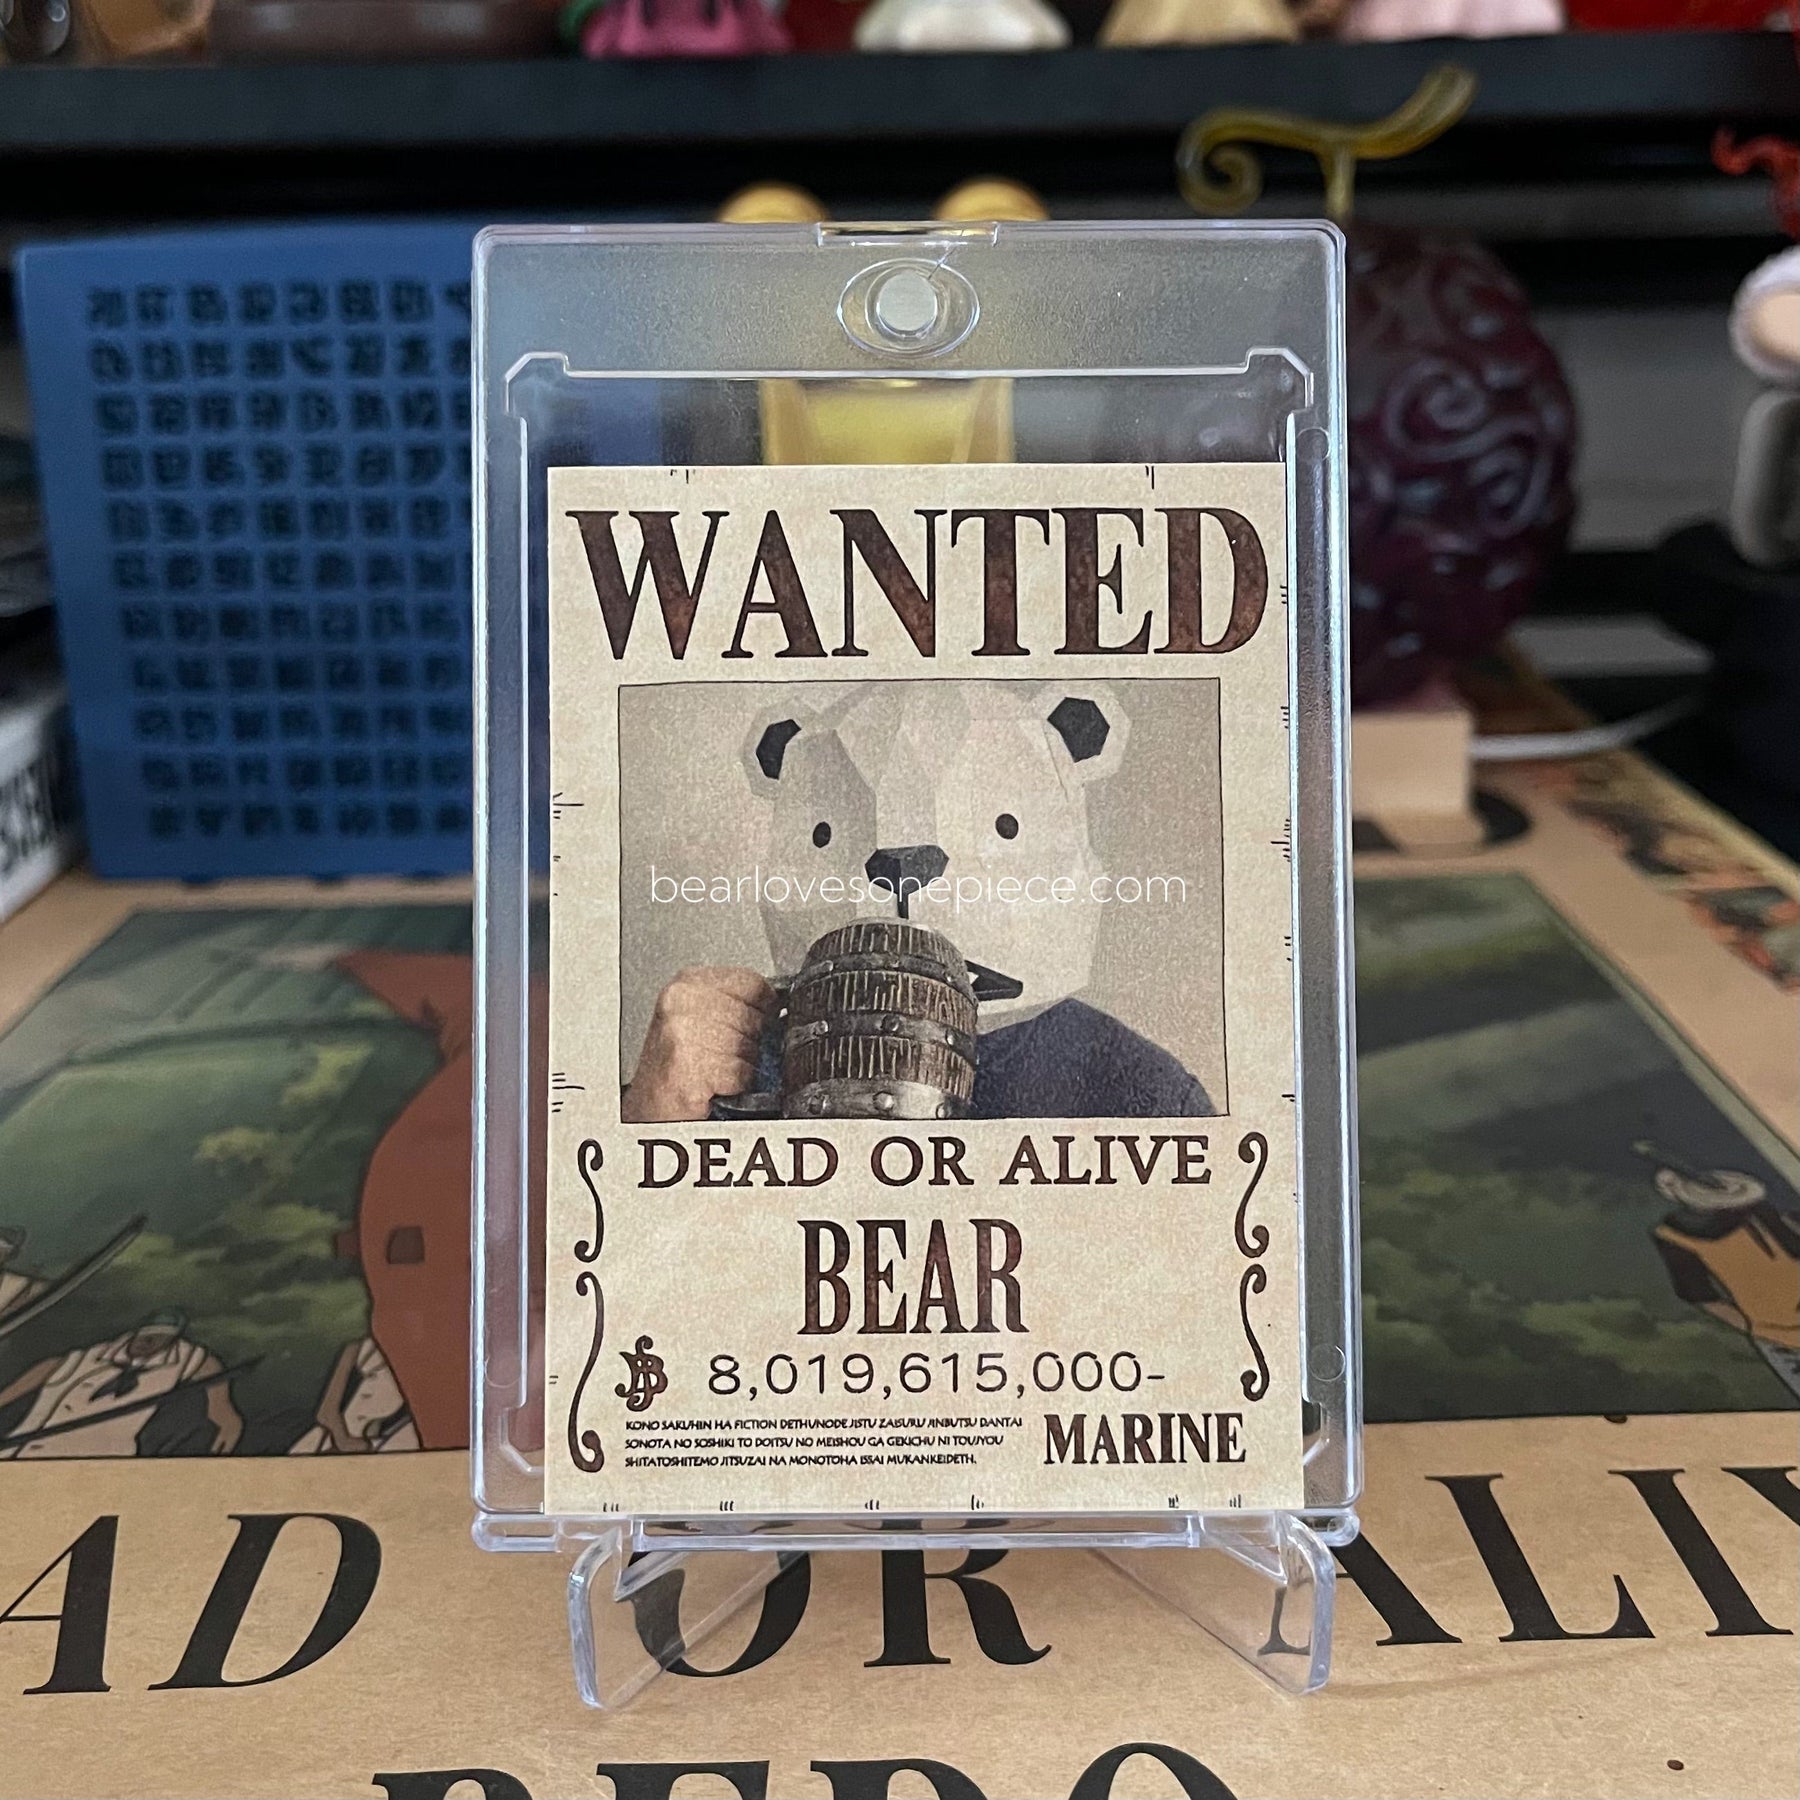 WANTED
bearlovesonepiece.com
DEAD OR ALIVE
BEAR
8,019,615,000-
KONO SAKUHIN HA FICTION DETHUNODE JISTU ZAISURU JINBUTSU DANTAI
SONOTA NO SOSHIKI TO DOITSU NO MEISHOU GA GEKICHU NI TOUJYOU
SHITATOSHITEMO JITSUZAI NA MONOTOHA ISSAI MUKANKEIDETH.
MARINE
AD OR ALIV